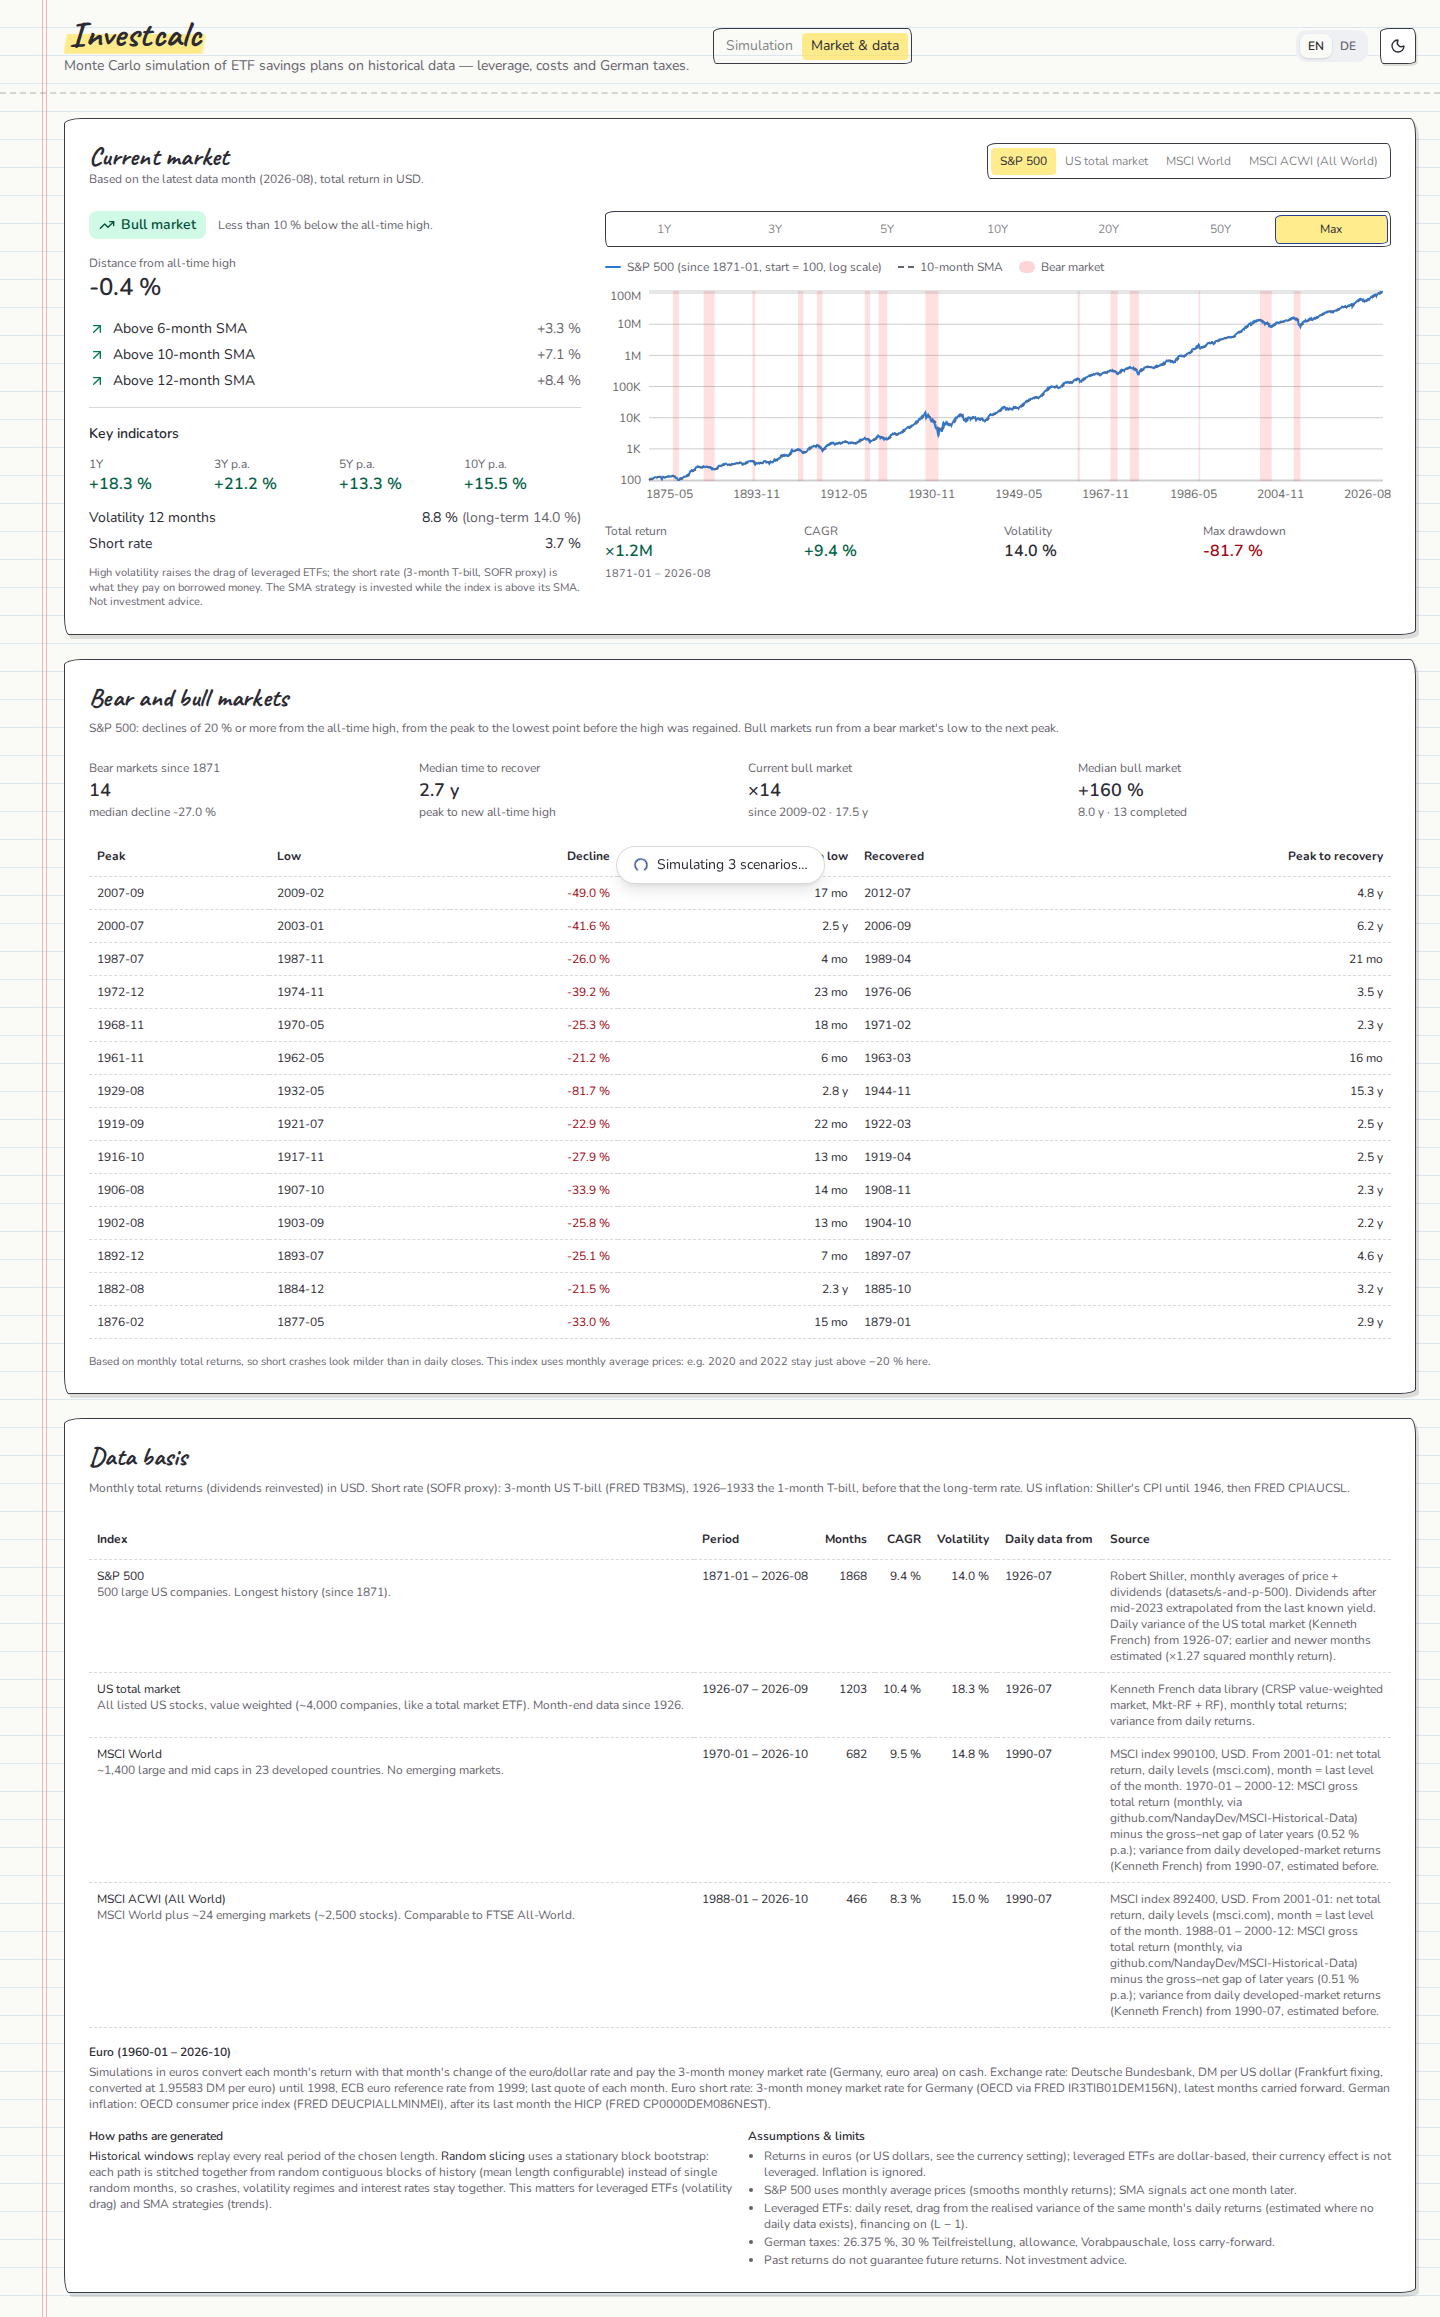 Investcalc
Monte Carlo simulation of ETF savings plans on historical data — leverage, costs and German taxes.
Simulation Market & data
EN DE
Current market
Based on the latest data month (2026-08), total return in USD.
S&P 500 US total market MSCI World MSCI ACWI (All World)
Bull market Less than 10 % below the all-time high.
Distance from all-time high
-0.4 %
Above 6-month SMA +3.3 %
Above 10-month SMA +7.1 %
Above 12-month SMA +8.4 %
Key indicators
1Y 3Y p.a. 5Y p.a. 10Y p.a.
+18.3 % +21.2 % +13.3 % +15.5 %
Volatility 12 months 8.8 % (long-term 14.0 %)
Short rate 3.7 %
High volatility raises the drag of leveraged ETFs; the short rate (3-month T-bill, SOFR proxy) is
what they pay on borrowed money. The SMA strategy is invested while the index is above its SMA.
Not investment advice.
1Y 3Y 5Y 10Y 20Y 50Y Max
S&P 500 (since 1871-01, start = 100, log scale) 10-month SMA Bear market
100M
10M
1M
100K
10K
1K
100
1875-05 1893-11 1912-05 1930-11 1949-05 1967-11 1986-05 2004-11 2026-08
Total return CAGR Volatility Max drawdown
×1.2M +9.4 % 14.0 % -81.7 %
1871-01 – 2026-08
Bear and bull markets
S&P 500: declines of 20 % or more from the all-time high, from the peak to the lowest point before the high was regained. Bull markets run from a bear market's low to the next peak.
Bear markets since 1871 Median time to recover Current bull market Median bull market
14 2.7 y ×14 +160 %
median decline -27.0 % peak to new all-time high since 2009-02 · 17.5 y 8.0 y · 13 completed
Peak Low Decline low Recovered Peak to recovery
Simulating 3 scenarios…
2007-09 2009-02 -49.0 % 17 mo 2012-07 4.8 y
2000-07 2003-01 -41.6 % 2.5 y 2006-09 6.2 y
1987-07 1987-11 -26.0 % 4 mo 1989-04 21 mo
1972-12 1974-11 -39.2 % 23 mo 1976-06 3.5 y
1968-11 1970-05 -25.3 % 18 mo 1971-02 2.3 y
1961-11 1962-05 -21.2 % 6 mo 1963-03 16 mo
1929-08 1932-05 -81.7 % 2.8 y 1944-11 15.3 y
1919-09 1921-07 -22.9 % 22 mo 1922-03 2.5 y
1916-10 1917-11 -27.9 % 13 mo 1919-04 2.5 y
1906-08 1907-10 -33.9 % 14 mo 1908-11 2.3 y
1902-08 1903-09 -25.8 % 13 mo 1904-10 2.2 y
1892-12 1893-07 -25.1 % 7 mo 1897-07 4.6 y
1882-08 1884-12 -21.5 % 2.3 y 1885-10 3.2 y
1876-02 1877-05 -33.0 % 15 mo 1879-01 2.9 y
Based on monthly total returns, so short crashes look milder than in daily closes. This index uses monthly average prices: e.g. 2020 and 2022 stay just above −20 % here.
Data basis
Monthly total returns (dividends reinvested) in USD. Short rate (SOFR proxy): 3-month US T-bill (FRED TB3MS), 1926–1933 the 1-month T-bill, before that the long-term rate. US inflation: Shiller's CPI until 1946, then FRED CPIAUCSL.
Index Period Months CAGR Volatility Daily data from Source
S&P 500 1871-01 – 2026-08 1868 9.4 % 14.0 % 1926-07
500 large US companies. Longest history (since 1871).
Robert Shiller, monthly averages of price +
dividends (datasets/s-and-p-500). Dividends after
mid-2023 extrapolated from the last known yield.
Daily variance of the US total market (Kenneth
French) from 1926-07; earlier and newer months
estimated (×1.27 squared monthly return).
US total market 1926-07 – 2026-09 1203 10.4 % 18.3 % 1926-07
All listed US stocks, value weighted (~4,000 companies, like a total market ETF). Month-end data since 1926.
Kenneth French data library (CRSP value-weighted
market, Mkt-RF + RF), monthly total returns;
variance from daily returns.
MSCI World 1970-01 – 2026-10 682 9.5 % 14.8 % 1990-07
~1,400 large and mid caps in 23 developed countries. No emerging markets.
MSCI index 990100, USD. From 2001-01: net total
return, daily levels (msci.com), month = last level
of the month. 1970-01 – 2000-12: MSCI gross
total return (monthly, via
github.com/NandayDev/MSCI-Historical-Data)
minus the gross–net gap of later years (0.52 %
p.a.); variance from daily developed-market returns
(Kenneth French) from 1990-07, estimated before.
MSCI ACWI (All World) 1988-01 – 2026-10 466 8.3 % 15.0 % 1990-07
MSCI World plus ~24 emerging markets (~2,500 stocks). Comparable to FTSE All-World.
MSCI index 892400, USD. From 2001-01: net total
return, daily levels (msci.com), month = last level
of the month. 1988-01 – 2000-12: MSCI gross
total return (monthly, via
github.com/NandayDev/MSCI-Historical-Data)
minus the gross–net gap of later years (0.51 %
p.a.); variance from daily developed-market returns
(Kenneth French) from 1990-07, estimated before.
Euro (1960-01 – 2026-10)
Simulations in euros convert each month's return with that month's change of the euro/dollar rate and pay the 3-month money market rate (Germany, euro area) on cash. Exchange rate: Deutsche Bundesbank, DM per US dollar (Frankfurt fixing,
converted at 1.95583 DM per euro) until 1998, ECB euro reference rate from 1999; last quote of each month. Euro short rate: 3-month money market rate for Germany (OECD via FRED IR3TIB01DEM156N), latest months carried forward. German
inflation: OECD consumer price index (FRED DEUCPIALLMINMEI), after its last month the HICP (FRED CP0000DEM086NEST).
How paths are generated
Historical windows replay every real period of the chosen length. Random slicing uses a stationary block bootstrap:
each path is stitched together from random contiguous blocks of history (mean length configurable) instead of single
random months, so crashes, volatility regimes and interest rates stay together. This matters for leveraged ETFs (volatility
drag) and SMA strategies (trends).
Assumptions & limits
• Returns in euros (or US dollars, see the currency setting); leveraged ETFs are dollar-based, their currency effect is not
leveraged. Inflation is ignored.
• S&P 500 uses monthly average prices (smooths monthly returns); SMA signals act one month later.
• Leveraged ETFs: daily reset, drag from the realised variance of the same month's daily returns (estimated where no
daily data exists), financing on (L − 1).
• German taxes: 26.375 %, 30 % Teilfreistellung, allowance, Vorabpauschale, loss carry-forward.
• Past returns do not guarantee future returns. Not investment advice.